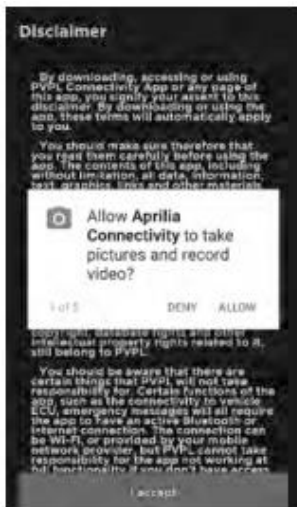 Disclaimer
By downloading, accessing or using
PVPL Connectivity App or any page of
this app, you signify your assent to this
disclaimer. By downloading or using the
app, these terms will automatically apply
to you.
You should make sure therefore that
you read them carefully before using the
app. The contents of this app, including
without limitation, all data, information,
text, graphics, links and other materials
Allow Aprilia
Connectivity to take
pictures and record
video?
1 of 5
DENY
ALLOW
copyright, database rights and other
intellectual property rights related to it,
still belong to PVPL.
You should be aware that there are
certain things that PVPL will not take
responsibility for. Certain functions of the
app, such as the connectivity to vehicle
ECU, emergency messages will all require
the app to have an active Bluetooth or
internet connection. The connection can
be Wi-Fi, or provided by your mobile
network provider, but PVPL cannot take
responsibility for the app not working at
full functionality if you don't have access
I accept